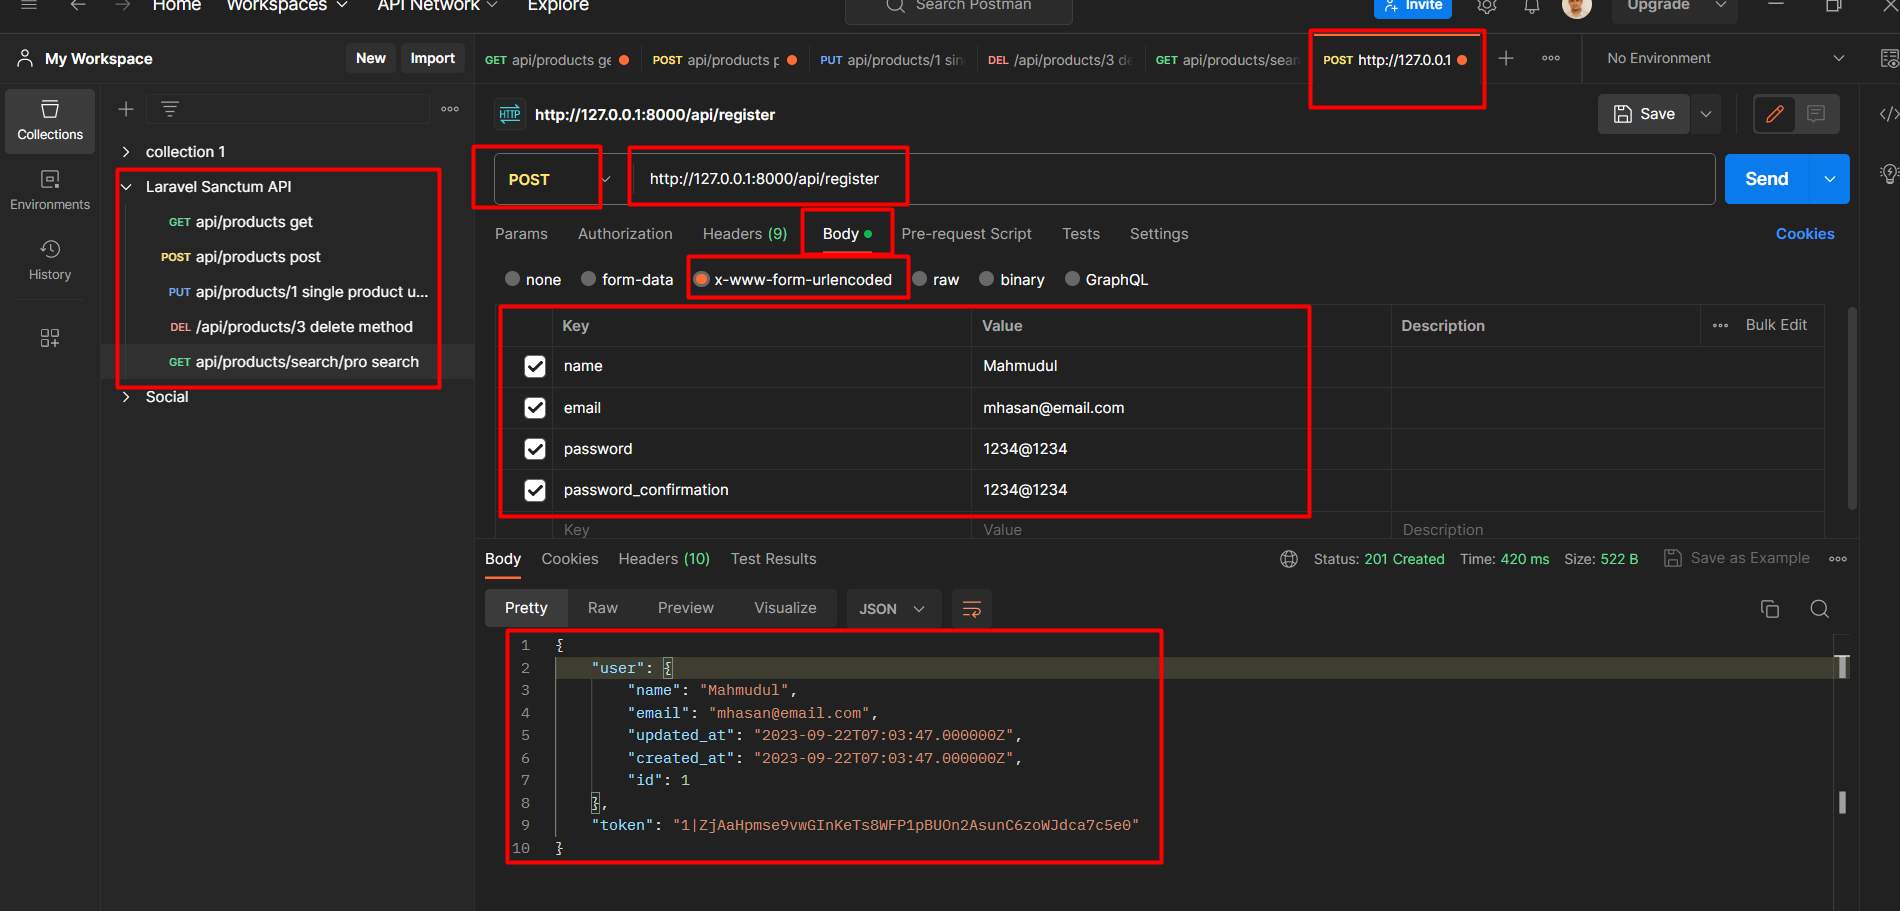 Home Workspaces API Network Explore Search Postman Invite Upgrade
My Workspace New Import
GET api/products ge POST api/products p PUT api/products/1 sin DEL /api/products/3 de GET api/products/sear POST http://127.0.0.1 No Environment
Collections
Environments
History
collection 1
Laravel Sanctum API
GET api/products get
POST api/products post
PUT api/products/1 single product u...
DEL /api/products/3 delete method
GET api/products/search/pro search
Social
HTTP http://127.0.0.1:8000/api/register Save
POST http://127.0.0.1:8000/api/register Send
Params Authorization Headers (9) Body Pre-request Script Tests Settings Cookies
none form-data x-www-form-urlencoded raw binary GraphQL
Key Value Description Bulk Edit
name Mahmudul
email mhasan@email.com
password 1234@1234
password_confirmation 1234@1234
Key Value Description
Body Cookies Headers (10) Test Results Status: 201 Created Time: 420 ms Size: 522 B Save as Example
Pretty Raw Preview Visualize JSON
1 {
2 "user": {
3 "name": "Mahmudul",
4 "email": "mhasan@email.com",
5 "updated_at": "2023-09-22T07:03:47.000000Z",
6 "created_at": "2023-09-22T07:03:47.000000Z",
7 "id": 1
8 },
9 "token": "1|ZjAaHpmse9vwGInKeTs8WFP1pBUOn2AsunC6zoWJdca7c5e0"
10 }